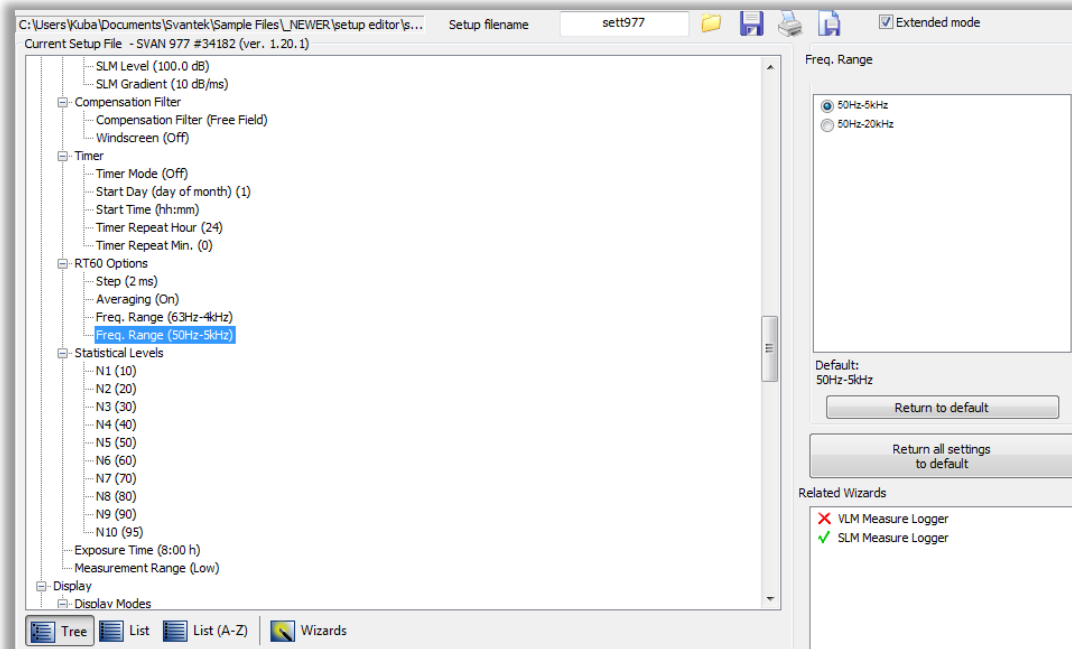 C:\Users\Kuba\Documents\Svantek\Sample Files\_NEWER\setup editor\s...
Setup filename
sett977
Extended mode
Current Setup File - SVAN 977 #34182 (ver. 1.20.1)
SLM Level (100.0 dB)
SLM Gradient (10 dB/ms)
Compensation Filter
Compensation Filter (Free Field)
Windscreen (Off)
Timer
Timer Mode (Off)
Start Day (day of month) (1)
Start Time (hh:mm)
Timer Repeat Hour (24)
Timer Repeat Min. (0)
RT60 Options
Step (2 ms)
Averaging (On)
Freq. Range (63Hz-4kHz)
Freq. Range (50Hz-5kHz)
Statistical Levels
N1 (10)
N2 (20)
N3 (30)
N4 (40)
N5 (50)
N6 (60)
N7 (70)
N8 (80)
N9 (90)
N10 (95)
Exposure Time (8:00 h)
Measurement Range (Low)
Display
Display Modes
Tree
List
List (A-Z)
Wizards
Freq. Range
50Hz-5kHz
50Hz-20kHz
Default:
50Hz-5kHz
Return to default
Return all settings
to default
Related Wizards
VLM Measure Logger
SLM Measure Logger